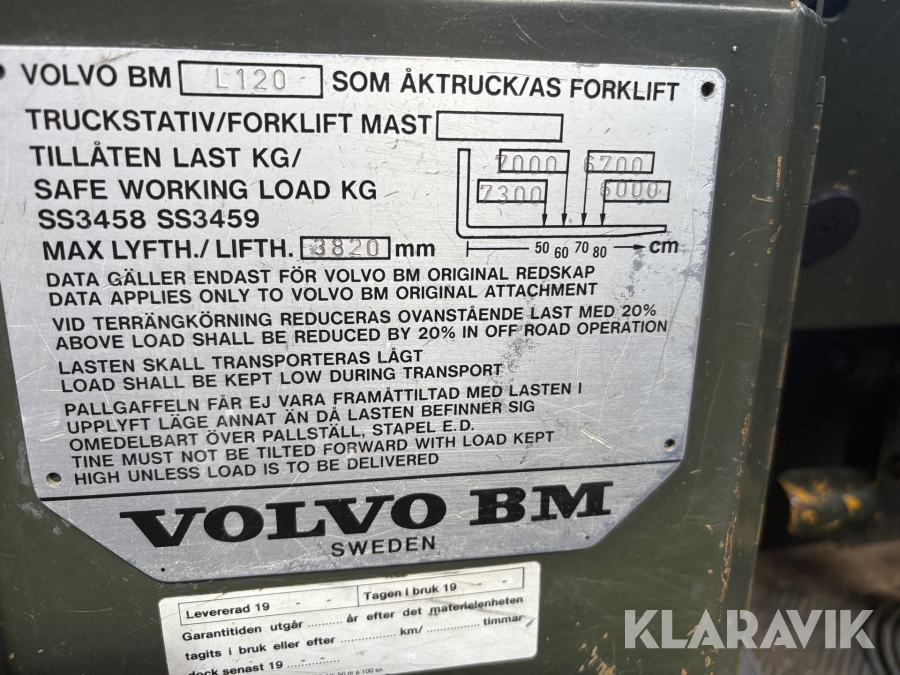 VOLVO BM L120 SOM ÅKTRUCK/AS FORKLIFT
TRUCKSTATIV/FORKLIFT MAST
TILLÅTEN LAST KG/
SAFE WORKING LOAD KG
SS3458 SS3459
7000 6700
7300 6000
50 60 70 80 cm
MAX LYFTH./ LIFTH. 3820 mm
DATA GÄLLER ENDAST FÖR VOLVO BM ORIGINAL REDSKAP
DATA APPLIES ONLY TO VOLVO BM ORIGINAL ATTACHMENT
VID TERRÄNGKÖRNING REDUCERAS OVANSTÅENDE LAST MED 20%
ABOVE LOAD SHALL BE REDUCED BY 20% IN OFF ROAD OPERATION
LASTEN SKALL TRANSPORTERAS LÅGT
LOAD SHALL BE KEPT LOW DURING TRANSPORT
PALLGAFFELN FÅR EJ VARA FRAMÅTTILTAD MED LASTEN I
UPPLYFT LÄGE ANNAT ÄN DÅ LASTEN BEFINNER SIG
OMEDELBART ÖVER PALLSTÄLL, STAPEL E.D.
TINE MUST NOT BE TILTED FORWARD WITH LOAD KEPT
HIGH UNLESS LOAD IS TO BE DELIVERED
VOLVO BM
SWEDEN
Levererad 19 - - Tagen i bruk 19 - -
Garantitiden utgår ......... år efter det materielenheten
tagits i bruk eller efter .............. km/ ............. timmar
dock senast 19 - -
KLARAVIK